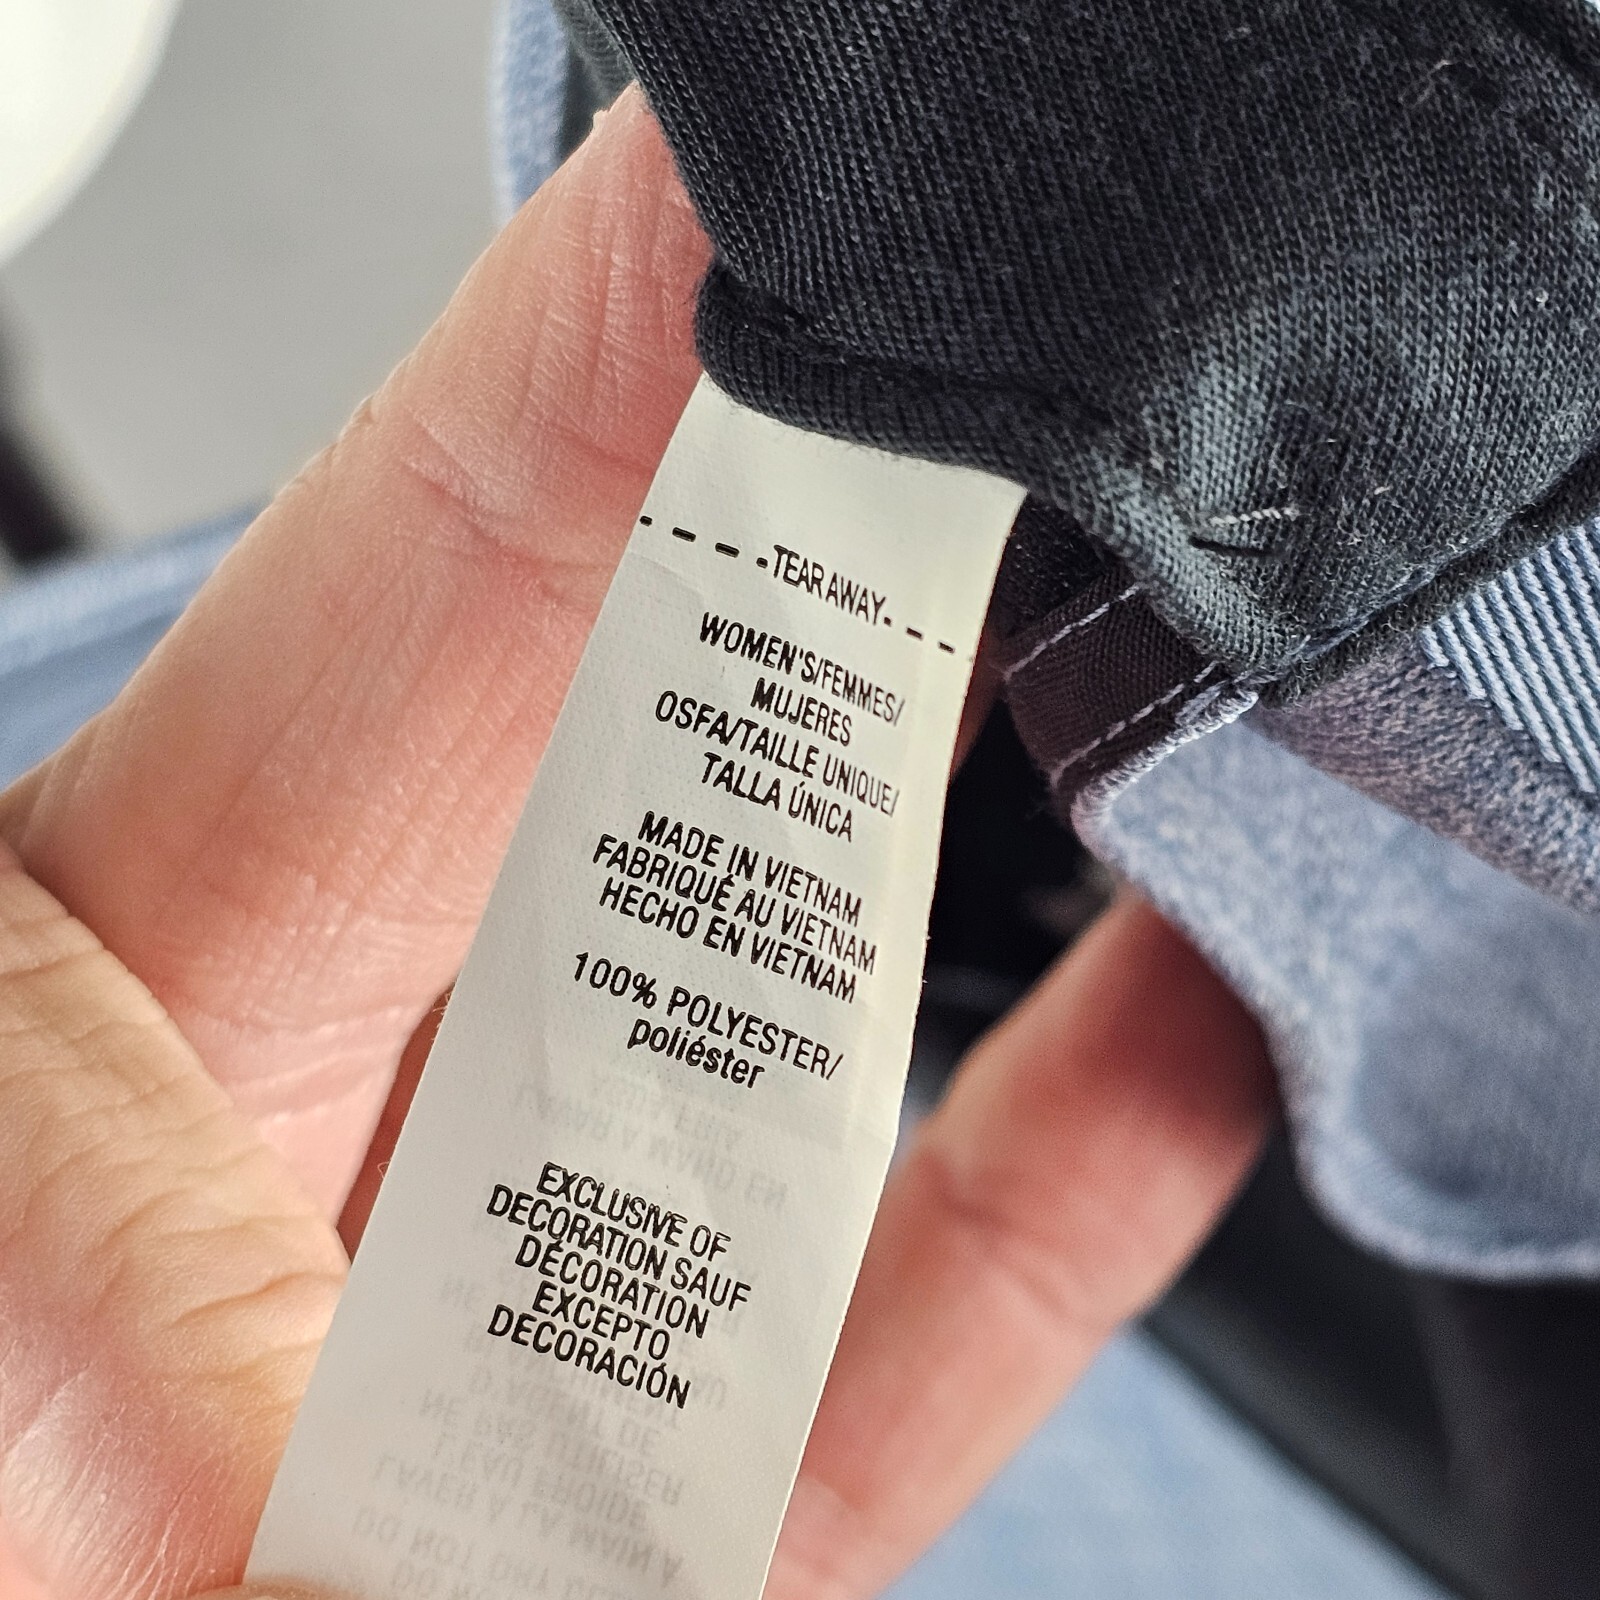 - - - -TEAR AWAY- - -
WOMEN'S/FEMMES/
MUJERES
OSFA/TAILLE UNIQUE/
TALLA ÚNICA
MADE IN VIETNAM
FABRIQUÉ AU VIETNAM
HECHO EN VIETNAM
100% POLYESTER/
poliéster
EXCLUSIVE OF
DECORATION SAUF
DÉCORATION
EXCEPTO
DECORACIÓN